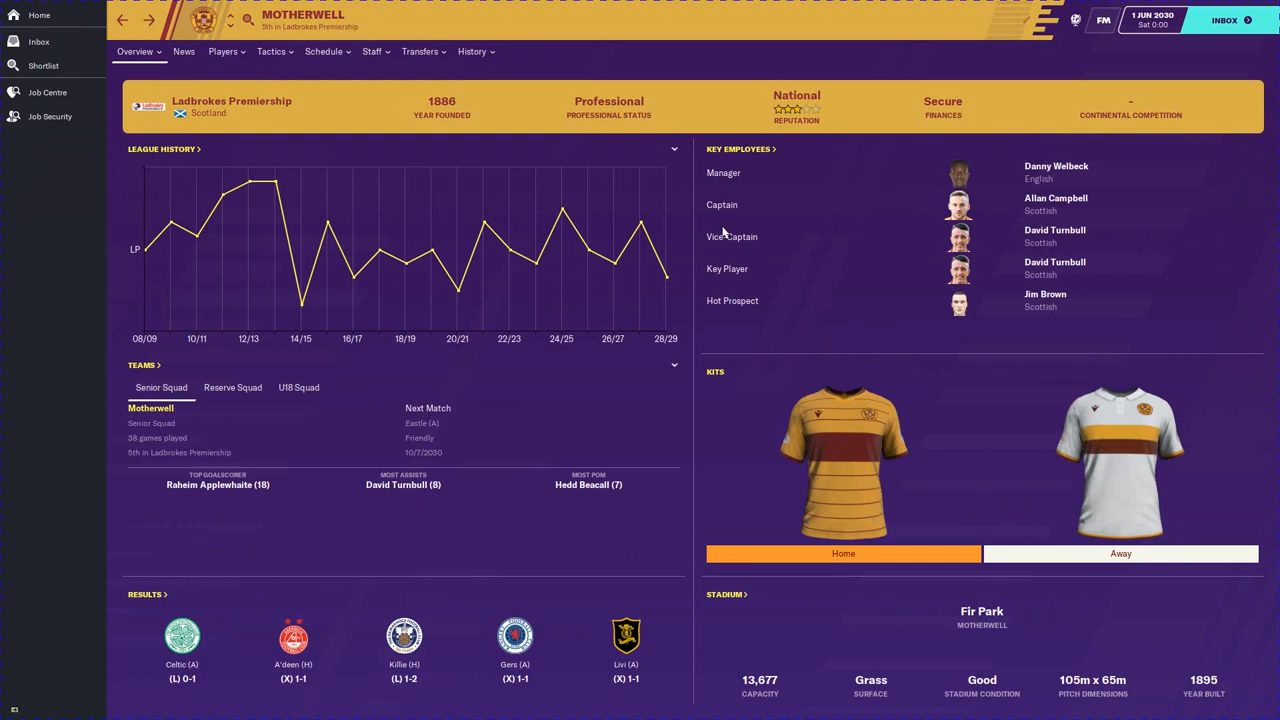 Home
Inbox
Shortlist
Job Centre
Job Security
MOTHERWELL
5th in Ladbrokes Premiership
FM
1 JUN 2030
Sat 0:00
INBOX
Overview
News
Players
Tactics
Schedule
Staff
Transfers
History
Ladbrokes Premiership
Scotland
1886
YEAR FOUNDED
Professional
PROFESSIONAL STATUS
National
REPUTATION
Secure
FINANCES
-
CONTINENTAL COMPETITION
LEAGUE HISTORY
LP
08/09 10/11 12/13 14/15 16/17 18/19 20/21 22/23 24/25 26/27 28/29
TEAMS
Senior Squad Reserve Squad U18 Squad
Motherwell
Senior Squad
38 games played
5th in Ladbrokes Premiership
Next Match
Eastle (A)
Friendly
10/7/2030
TOP GOALSCORER
Raheim Applewhaite (18)
MOST ASSISTS
David Turnbull (8)
MOST POM
Hedd Beacall (7)
RESULTS
Celtic (A)
(L) 0-1
A'deen (H)
(X) 1-1
Killie (H)
(L) 1-2
Gers (A)
(X) 1-1
Livi (A)
(X) 1-1
KEY EMPLOYEES
Manager
Danny Welbeck
English
Captain
Allan Campbell
Scottish
Vice-Captain
David Turnbull
Scottish
Key Player
David Turnbull
Scottish
Hot Prospect
Jim Brown
Scottish
KITS
Home
Away
STADIUM
Fir Park
MOTHERWELL
13,677
CAPACITY
Grass
SURFACE
Good
STADIUM CONDITION
105m x 65m
PITCH DIMENSIONS
1895
YEAR BUILT